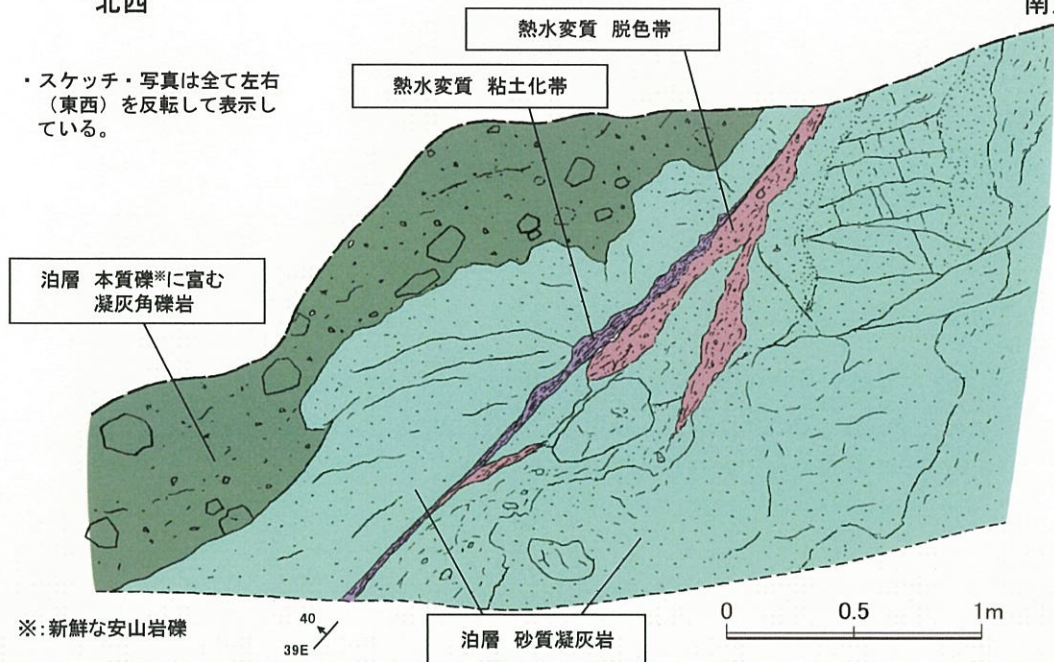 北西
熱水変質 脱色帯
・スケッチ・写真は全て左右
（東西）を反転して表示し
ている。
熱水変質 粘土化帯
泊層 本質礫※に富む
凝灰角礫岩
※：新鮮な安山岩礫
40
39E
泊層 砂質凝灰岩
0 0.5 1m